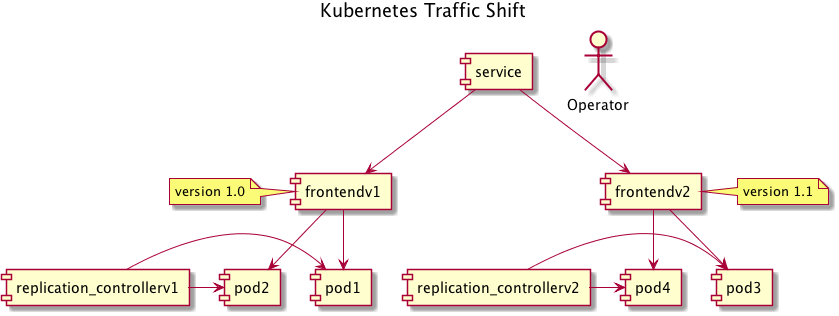 Kubernetes Traffic Shift
service
Operator
version 1.0
frontendv1
frontendv2
version 1.1
replication_controllerv1
pod2
pod1
replication_controllerv2
pod4
pod3